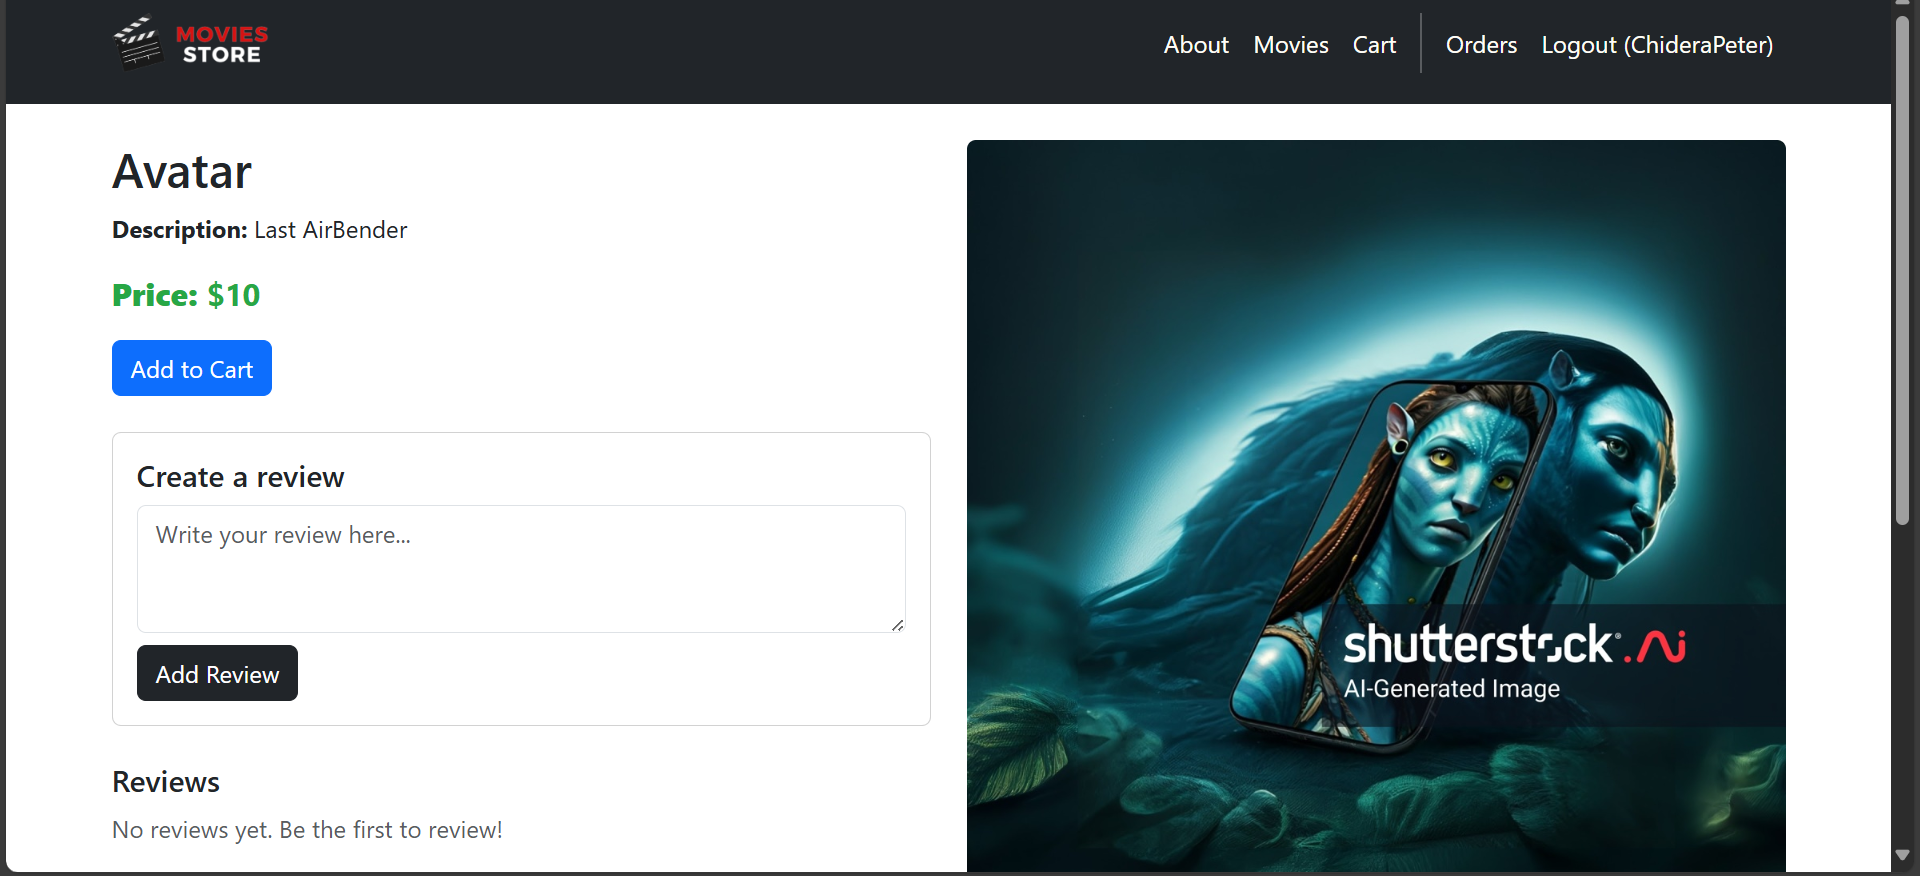 MOVIES
STORE
About Movies Cart Orders Logout (ChideraPeter)
Avatar
Description: Last AirBender
Price: $10
Add to Cart
Create a review
Write your review here...
Add Review
Reviews
No reviews yet. Be the first to review!
shutterstock®.Ai
AI-Generated Image